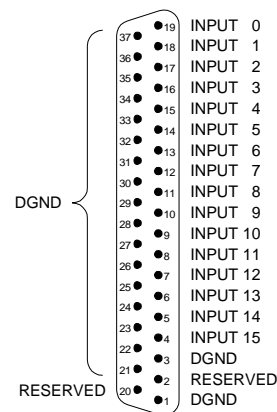 19 INPUT 0
37
18 INPUT 1
36
17 INPUT 2
35
16 INPUT 3
34
15 INPUT 4
33
14 INPUT 5
32
13 INPUT 6
31
12 INPUT 7
30
11 INPUT 8
DGND 29
10 INPUT 9
28
9 INPUT 10
27
8 INPUT 11
26
7 INPUT 12
25
6 INPUT 13
24
5 INPUT 14
23
4 INPUT 15
22
3 DGND
21
2 RESERVED
RESERVED 20
1 DGND